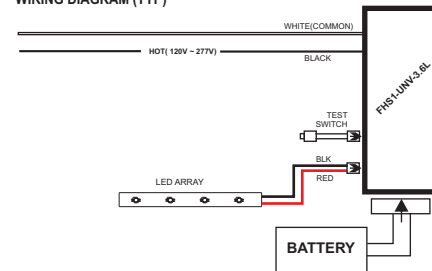 WIRING DIAGRAM (TYP)
WHITE(COMMON)
HOT( 120V ~ 277V)
BLACK
FHS1-UNV-3.6L
TEST
SWITCH
BLK
RED
LED ARRAY
BATTERY